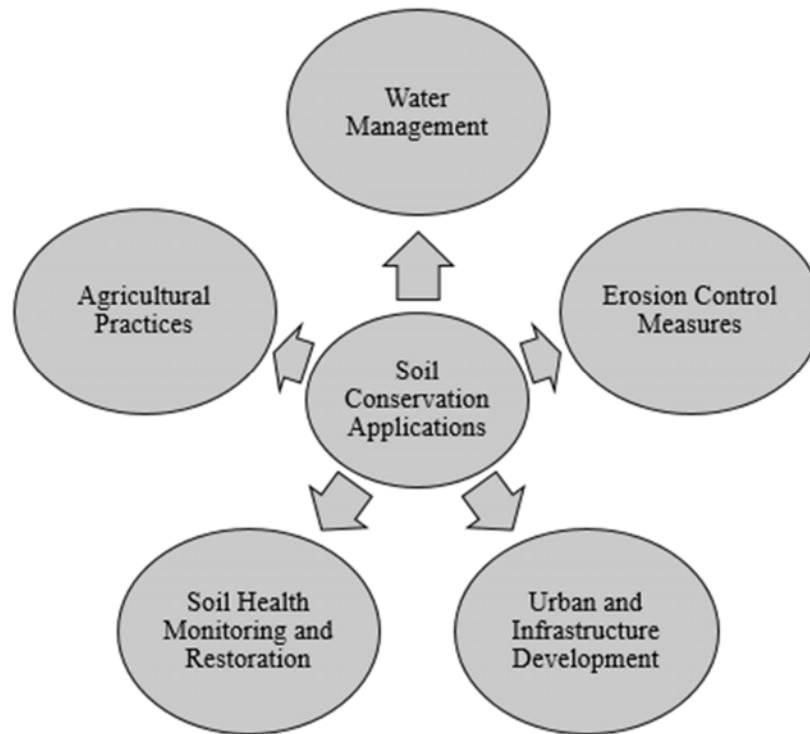 Water
Management
Agricultural
Practices
Erosion Control
Measures
Soil
Conservation
Applications
Soil Health
Monitoring and
Restoration
Urban and
Infrastructure
Development